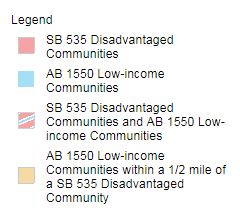 Legend
SB 535 Disadvantaged
Communities
AB 1550 Low-income
Communities
SB 535 Disadvantaged
Communities and AB 1550 Low-
income Communities
AB 1550 Low-income
Communities within a 1/2 mile of
a SB 535 Disadvantaged
Community